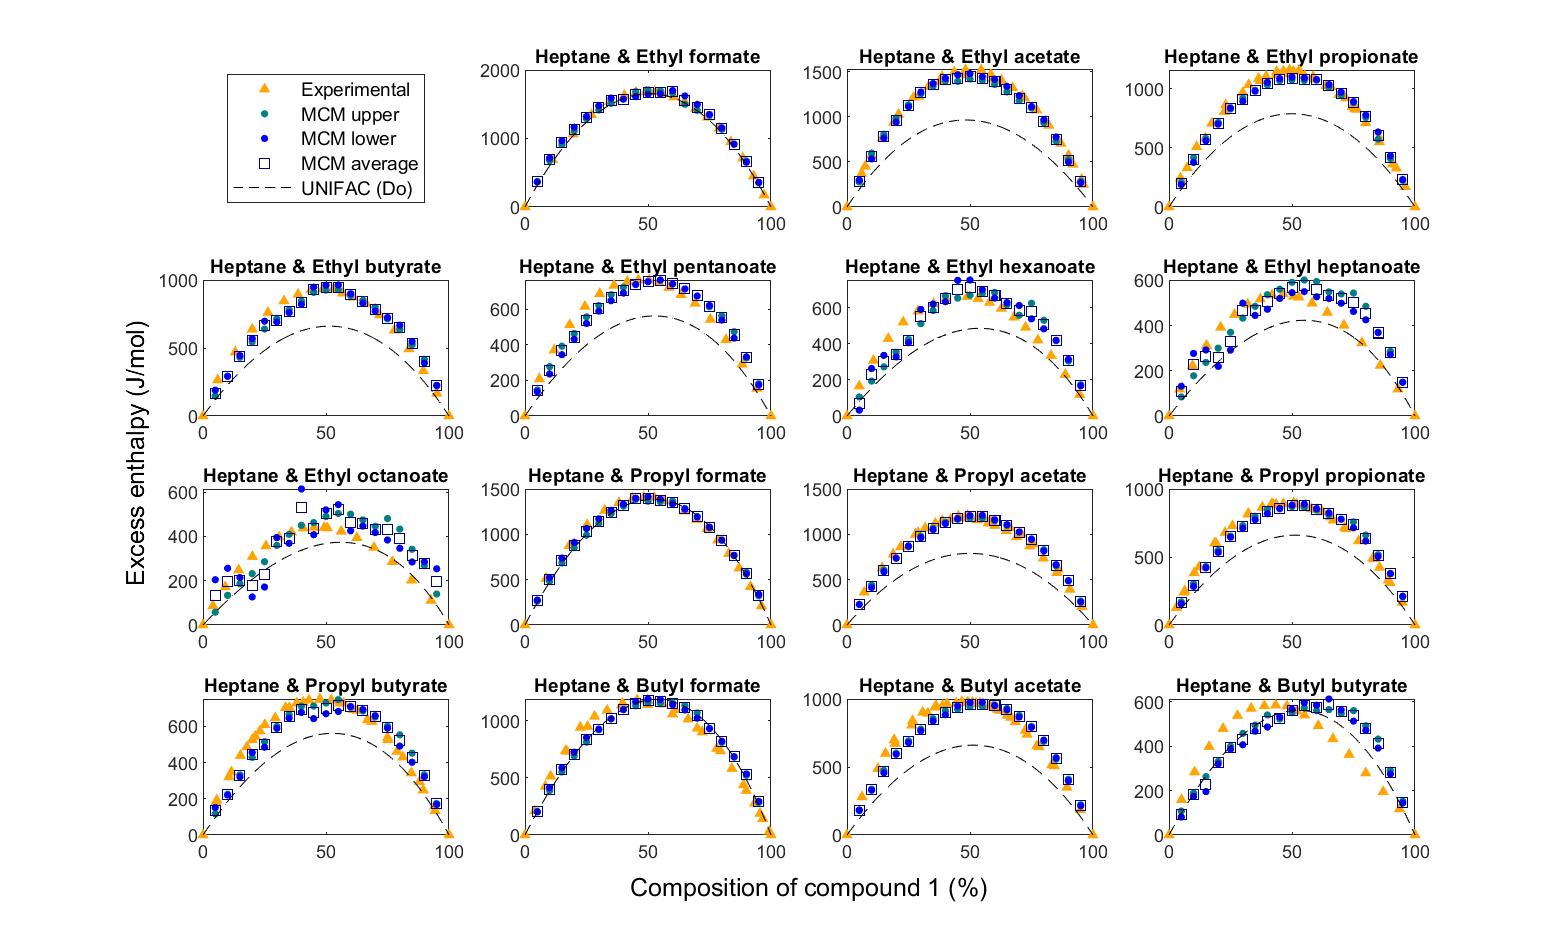 Experimental
MCM upper
MCM lower
MCM average
UNIFAC (Do)
Heptane & Ethyl formate
2000
1000
0
0 50 100
Heptane & Ethyl acetate
1500
1000
500
0
0 50 100
Heptane & Ethyl propionate
1000
500
0
0 50 100
Heptane & Ethyl butyrate
1000
500
0
0 50 100
Heptane & Ethyl pentanoate
600
400
200
0
0 50 100
Heptane & Ethyl hexanoate
600
400
200
0
0 50 100
Heptane & Ethyl heptanoate
600
400
200
0
0 50 100
Heptane & Ethyl octanoate
600
400
200
0
0 50 100
Heptane & Propyl formate
1500
1000
500
0
0 50 100
Heptane & Propyl acetate
1500
1000
500
0
0 50 100
Heptane & Propyl propionate
1000
500
0
0 50 100
Heptane & Propyl butyrate
600
400
200
0
0 50 100
Heptane & Butyl formate
1000
500
0
0 50 100
Heptane & Butyl acetate
1000
500
0
0 50 100
Heptane & Butyl butyrate
600
400
200
0
0 50 100
Excess enthalpy (J/mol)
Composition of compound 1 (%)